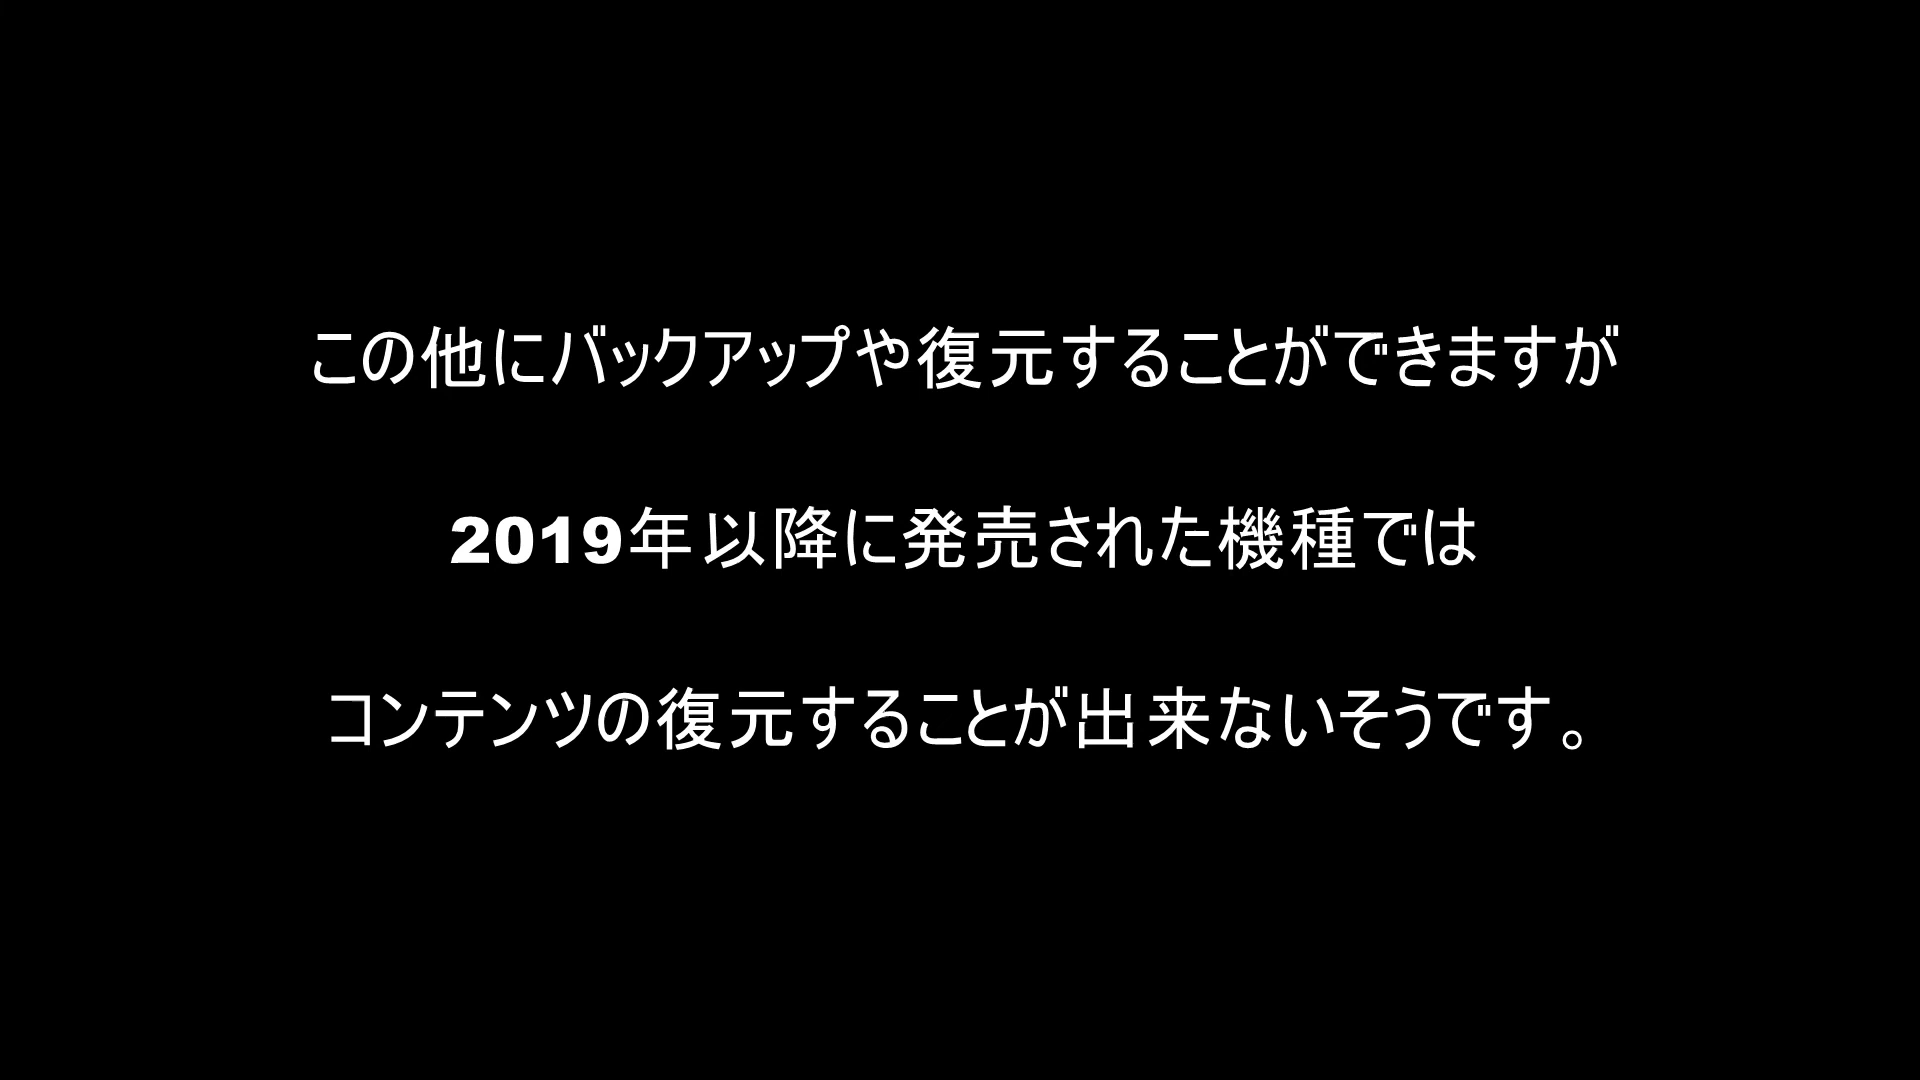 この他にバックアップや復元することができますが
2019年以降に発売された機種では
コンテンツの復元することが出来ないそうです。